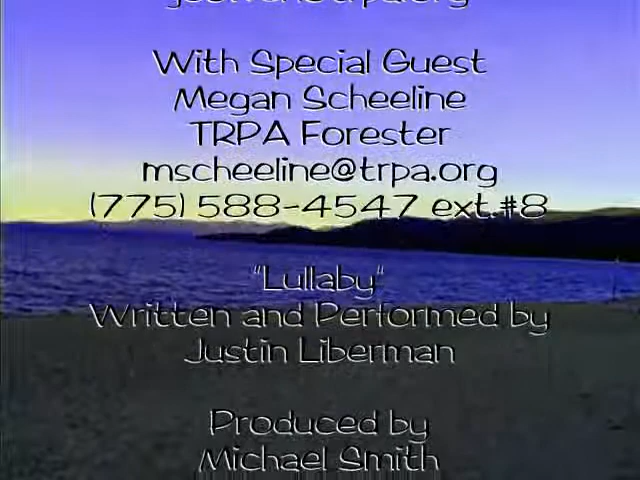 With Special Guest
Megan Scheeline
TRPA Forester
mscheeline@trpa.org
(775) 588-4547 ext.#8
"Lullaby"
Written and Performed by
Justin Liberman
Produced by
Michael Smith